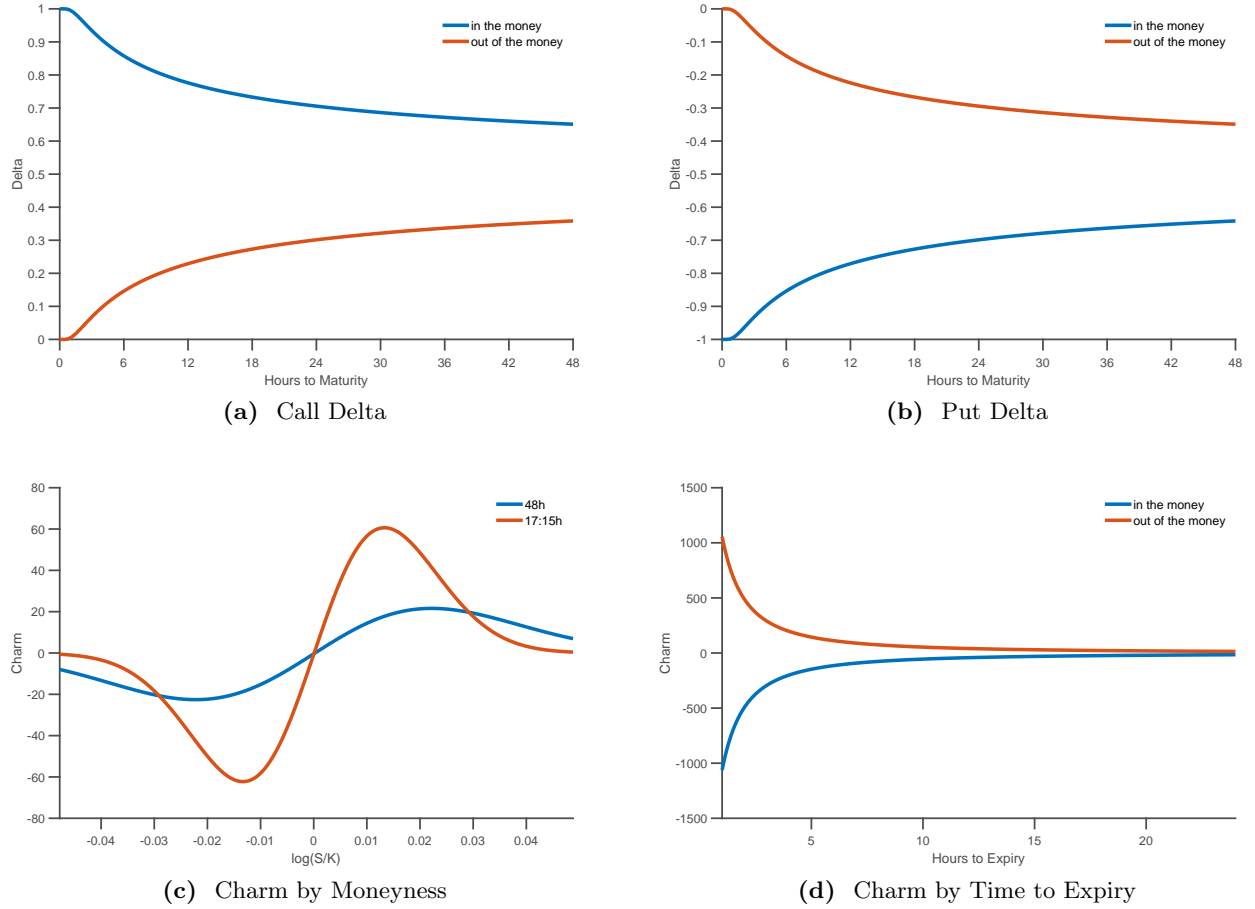 1
0.9
0.8
0.7
0.6
0.5
0.4
0.3
0.2
0.1
0
Delta
0 6 12 18 24 30 36 42 48
Hours to Maturity
in the money
out of the money
(a) Call Delta
0
-0.1
-0.2
-0.3
-0.4
-0.5
-0.6
-0.7
-0.8
-0.9
-1
Delta
0 6 12 18 24 30 36 42 48
Hours to Maturity
in the money
out of the money
(b) Put Delta
80
60
40
20
0
-20
-40
-60
-80
Charm
-0.04 -0.03 -0.02 -0.01 0 0.01 0.02 0.03 0.04
log(S/K)
48h
17:15h
(c) Charm by Moneyness
1500
1000
500
0
-500
-1000
-1500
Charm
5 10 15 20
Hours to Expiry
in the money
out of the money
(d) Charm by Time to Expiry